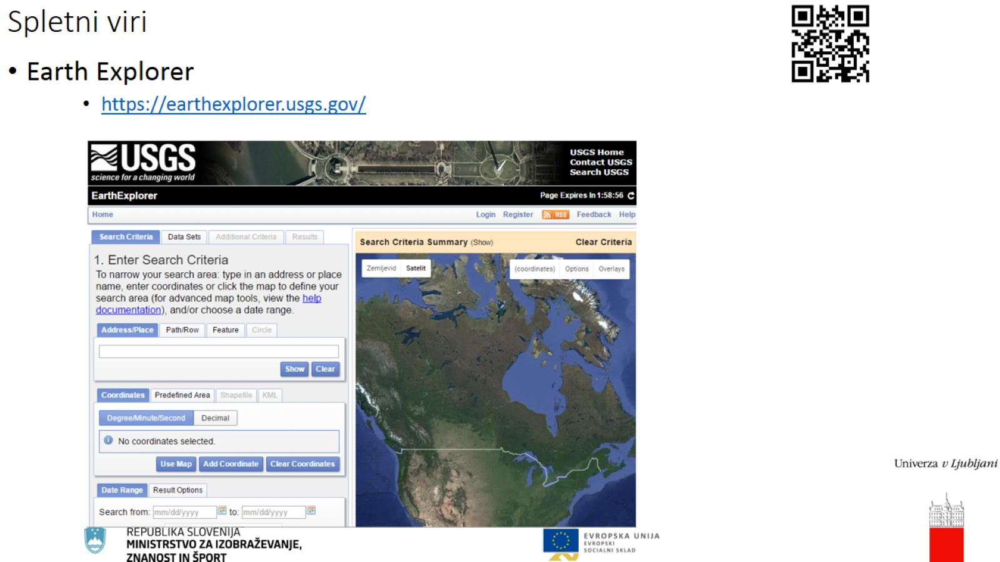 Spletni viri
• Earth Explorer
• https://earthexplorer.usgs.gov/
USGS
science for a changing world
USGS Home
Contact USGS
Search USGS
EarthExplorer
Page Expires In 1:58:56
Home
Login Register RSS Feedback Help
Search Criteria Data Sets Additional Criteria Results
Search Criteria Summary (Show)
Clear Criteria
1. Enter Search Criteria
To narrow your search area: type in an address or place
name, enter coordinates or click the map to define your
search area (for advanced map tools, view the help
documentation), and/or choose a date range.
Zemljevid Satelit
(coordinates) Options Overlays
Address/Place Path/Row Feature Circle
Show Clear
Coordinates Predefined Area Shapefile KML
Degree/Minute/Second Decimal
No coordinates selected.
Use Map Add Coordinate Clear Coordinates
Date Range Result Options
Search from: mm/dd/yyyy to: mm/dd/yyyy
Univerza v Ljubljani
REPUBLIKA SLOVENIJA
MINISTRSTVO ZA IZOBRAŽEVANJE,
ZNANOST IN ŠPORT
EVROPSKA UNIJA
EVROPSKI
SOCIALNI SKLAD